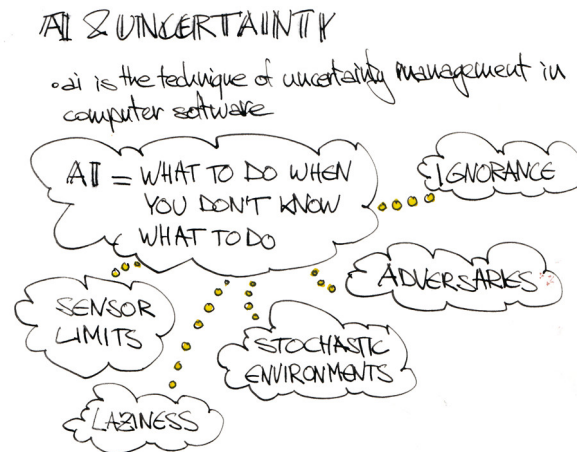 AI & UNCERTAINTY
•ai is the technique of uncertainty management in
computer software
AI = WHAT TO DO WHEN
YOU DON'T KNOW
WHAT TO DO
IGNORANCE
ADVERSARIES
SENSOR
LIMITS
STOCHASTIC
ENVIRONMENTS
LAZINESS